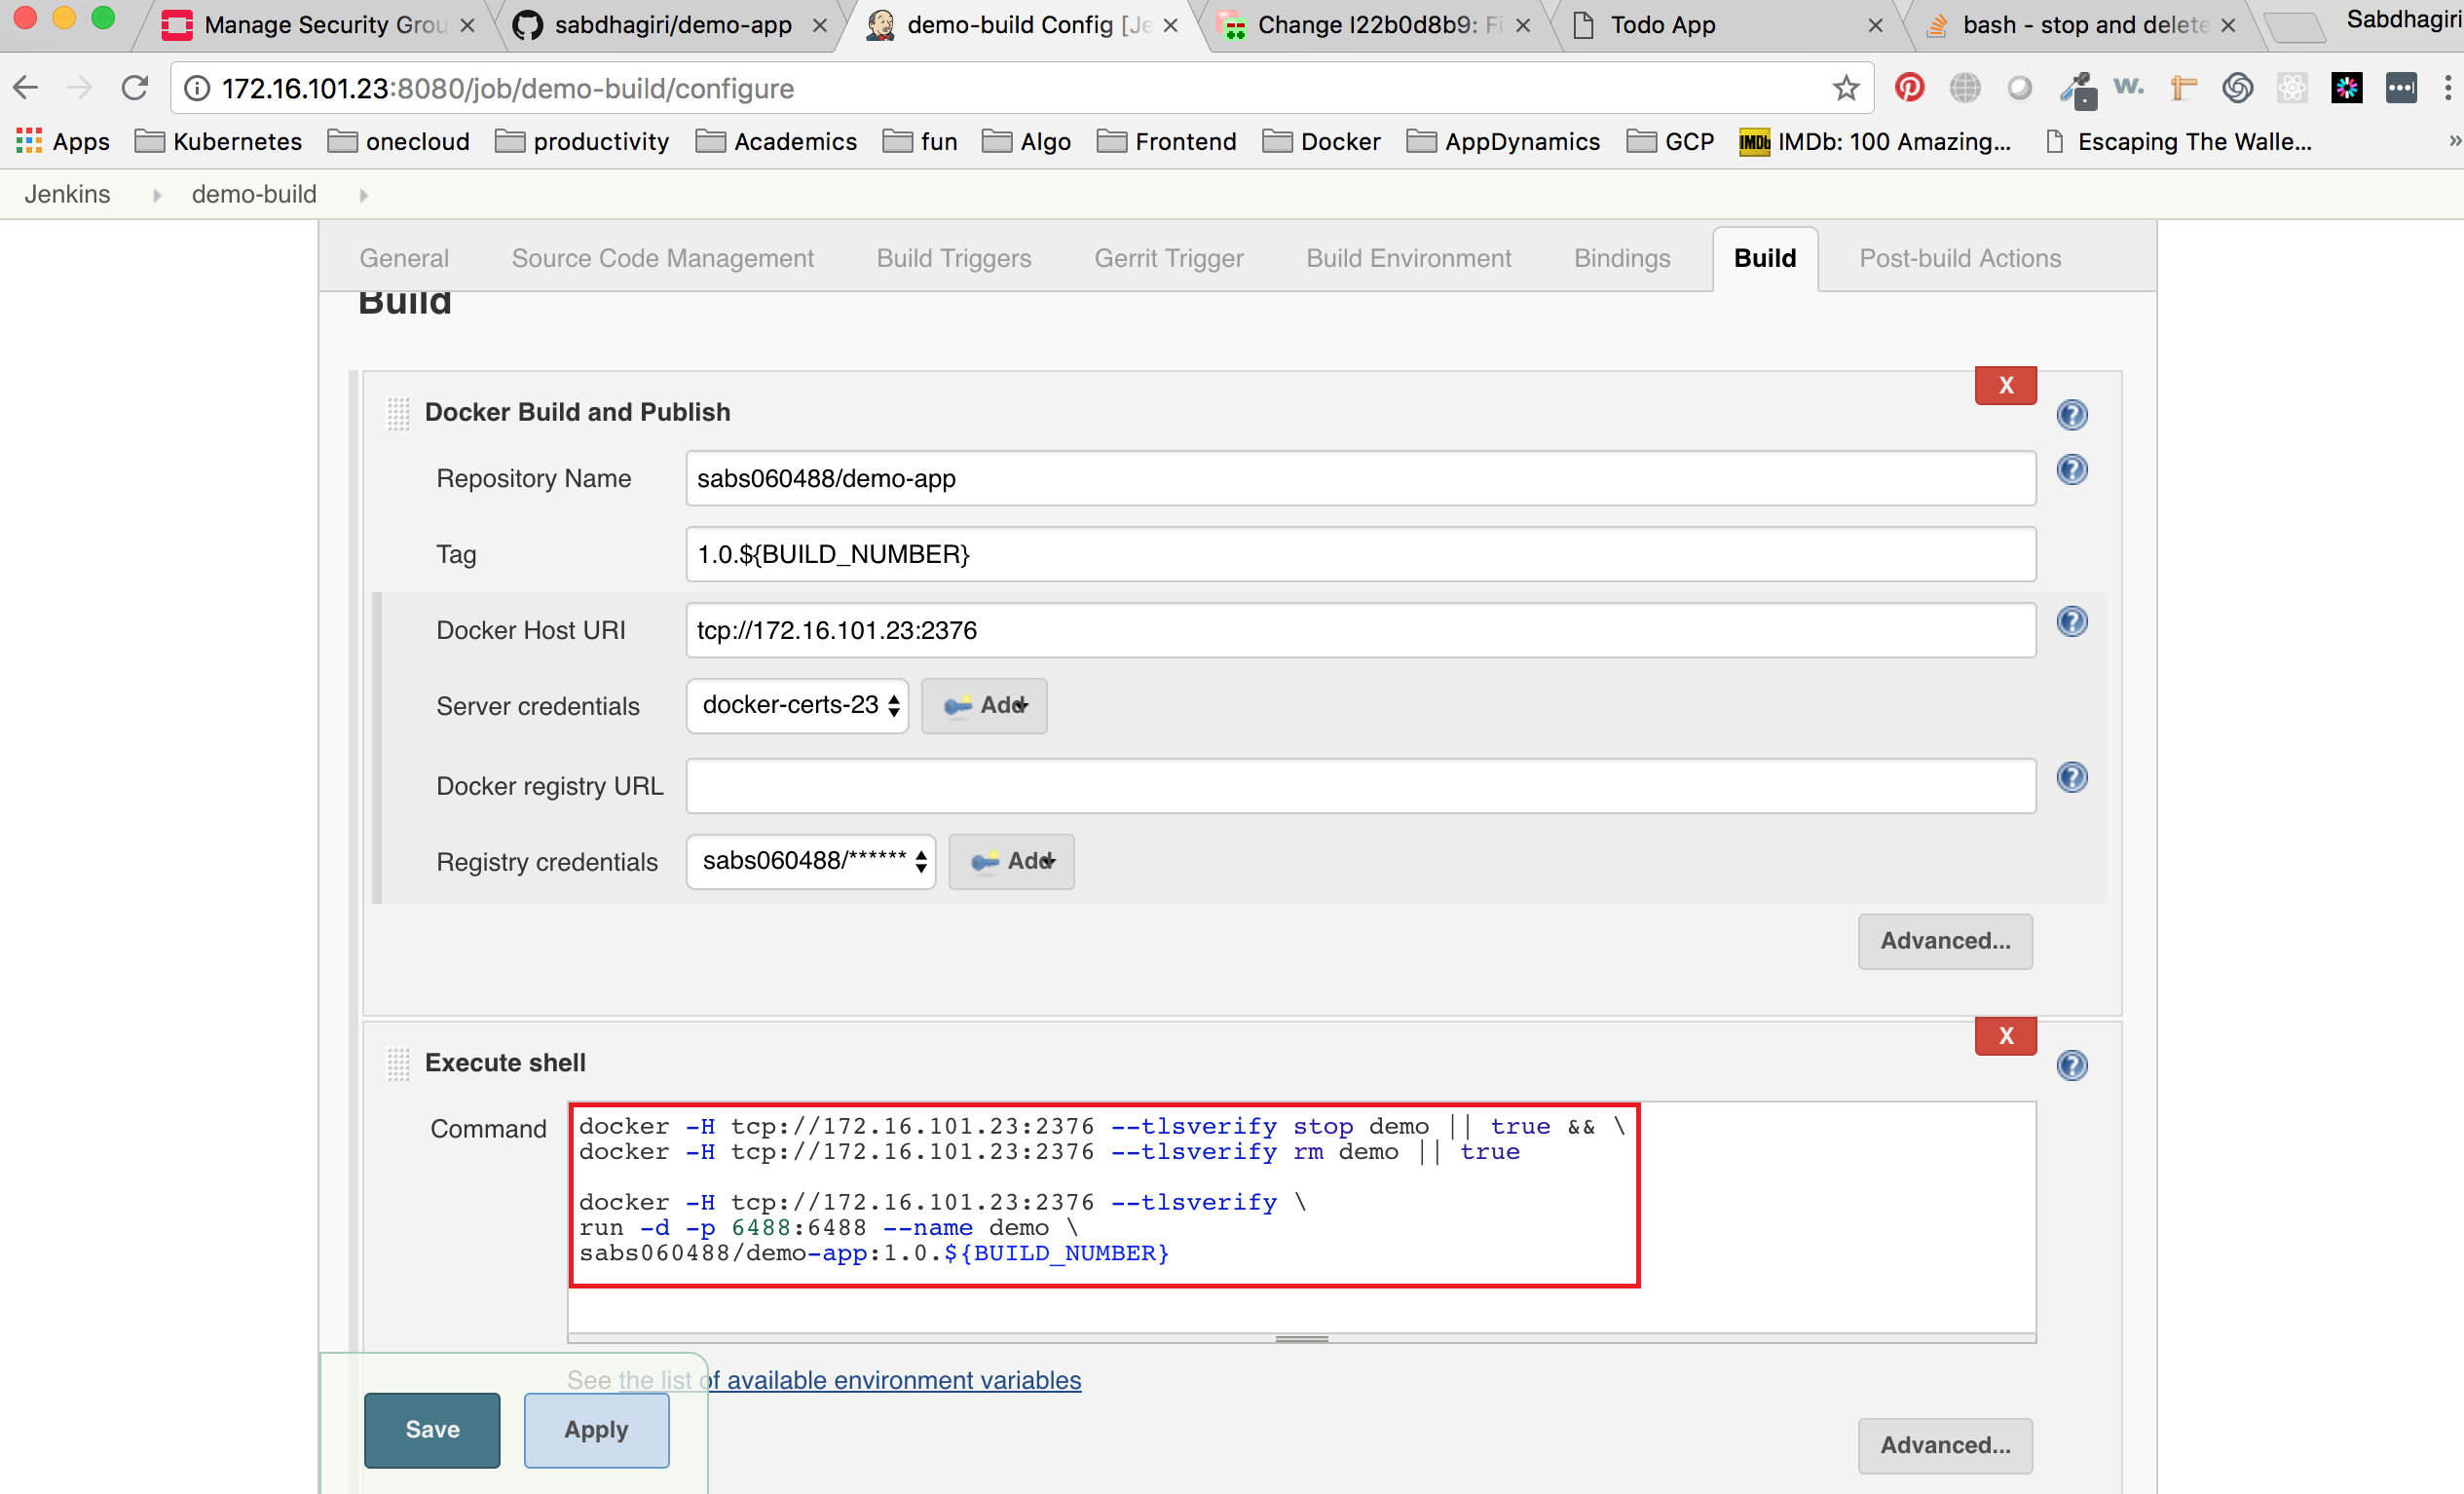 Manage Security Grou
sabdhagiri/demo-app
demo-build Config [Je
Change I22b0d8b9: Fi
Todo App
bash - stop and delete
Sabdhagiri
172.16.101.23:8080/job/demo-build/configure
w.
Apps
Kubernetes
onecloud
productivity
Academics
fun
Algo
Frontend
Docker
AppDynamics
GCP
IMDb
IMDb: 100 Amazing...
Escaping The Walle...
»
Jenkins
demo-build
General
Source Code Management
Build Triggers
Gerrit Trigger
Build Environment
Bindings
Build
Post-build Actions
Build
X
Docker Build and Publish
Repository Name
sabs060488/demo-app
Tag
1.0.${BUILD_NUMBER}
Docker Host URI
tcp://172.16.101.23:2376
Server credentials
docker-certs-23
Add
Docker registry URL
Registry credentials
sabs060488/******
Add
Advanced...
X
Execute shell
Command
docker -H tcp://172.16.101.23:2376 --tlsverify stop demo || true && \
docker -H tcp://172.16.101.23:2376 --tlsverify rm demo || true
docker -H tcp://172.16.101.23:2376 --tlsverify \
run -d -p 6488:6488 --name demo \
sabs060488/demo-app:1.0.${BUILD_NUMBER}
See the list of available environment variables
Save
Apply
Advanced...